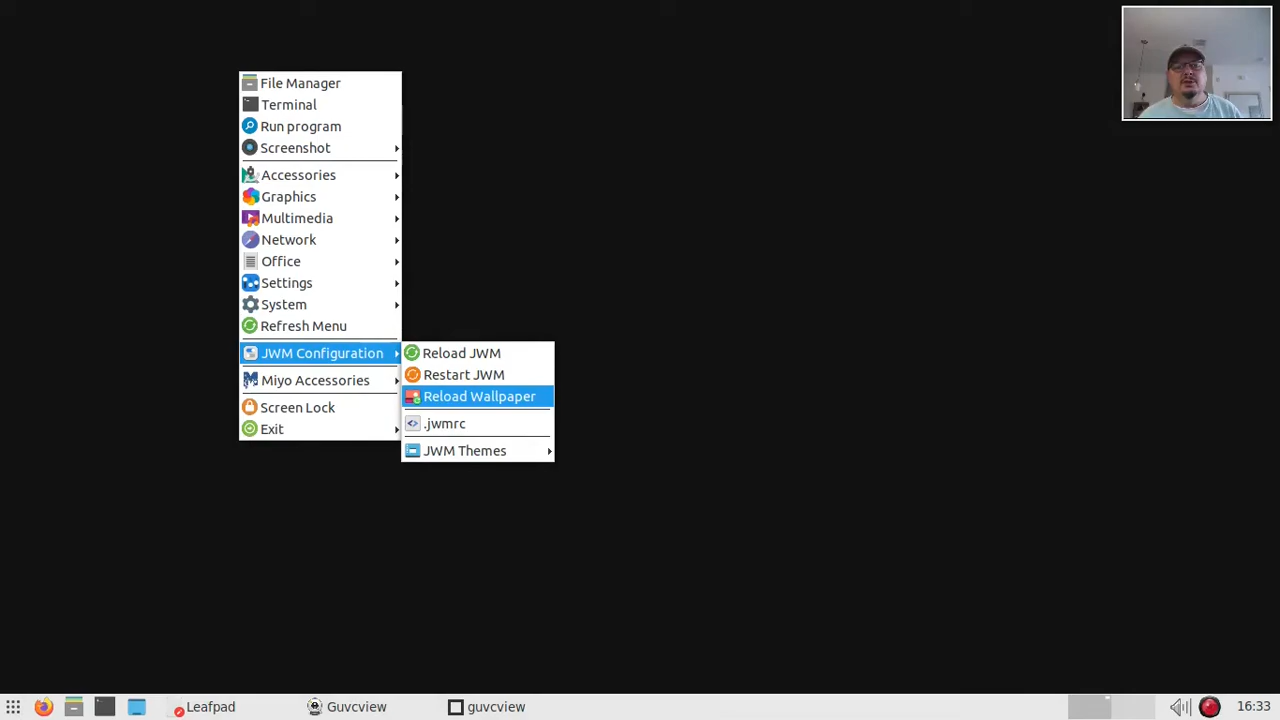 File Manager
Terminal
Run program
Screenshot
Accessories
Graphics
Multimedia
Network
Office
Settings
System
Refresh Menu
JWM Configuration
Miyo Accessories
Screen Lock
Exit
Reload JWM
Restart JWM
Reload Wallpaper
.jwmrc
JWM Themes
Leafpad
Guvcview
guvcview
16:33